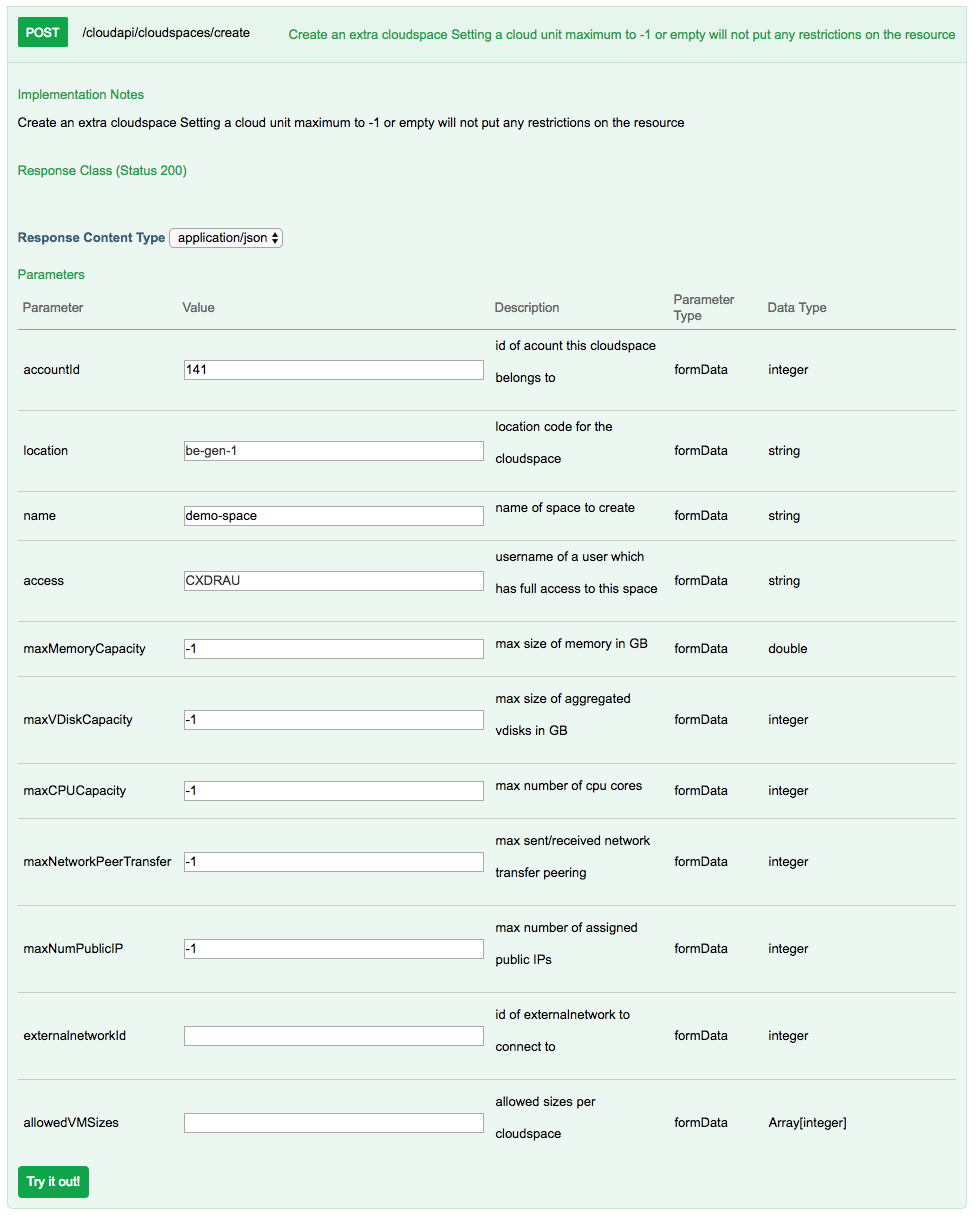 POST /cloudapi/cloudspaces/create Create an extra cloudspace Setting a cloud unit maximum to -1 or empty will not put any restrictions on the resource
Implementation Notes
Create an extra cloudspace Setting a cloud unit maximum to -1 or empty will not put any restrictions on the resource
Response Class (Status 200)
Response Content Type application/json
Parameters
Parameter Value Description Parameter Type Data Type
accountId 141 id of acount this cloudspace belongs to formData integer
location be-gen-1 location code for the cloudspace formData string
name demo-space name of space to create formData string
access CXDRAU username of a user which has full access to this space formData string
maxMemoryCapacity -1 max size of memory in GB formData double
maxVDiskCapacity -1 max size of aggregated vdisks in GB formData integer
maxCPUCapacity -1 max number of cpu cores formData integer
maxNetworkPeerTransfer -1 max sent/received network transfer peering formData integer
maxNumPublicIP -1 max number of assigned public IPs formData integer
externalnetworkId id of externalnetwork to connect to formData integer
allowedVMSizes allowed sizes per cloudspace formData Array[integer]
Try it out!